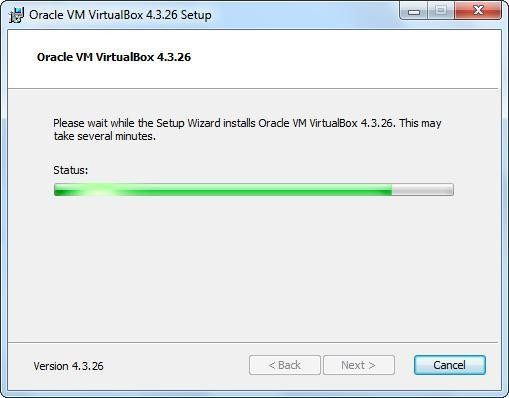 Oracle VM VirtualBox 4.3.26 Setup
Oracle VM VirtualBox 4.3.26
Please wait while the Setup Wizard installs Oracle VM VirtualBox 4.3.26. This may
take several minutes.
Status:
Version 4.3.26
< Back
Next >
Cancel